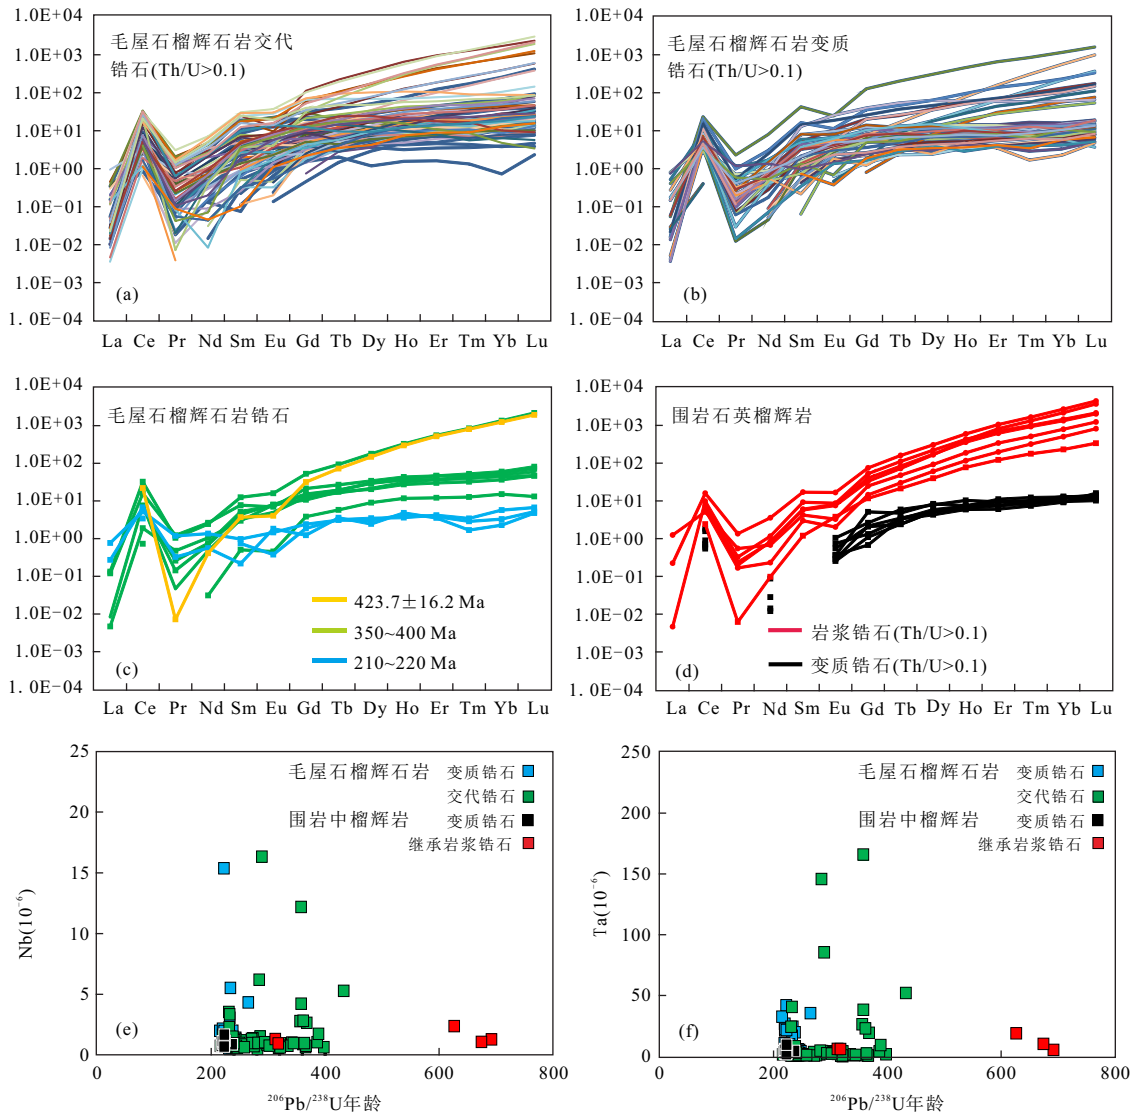 1.0E+04
1.0E+03
1.0E+02
1.0E+01
1.0E+00
1.0E−01
1.0E−02
1.0E−03
1.0E−04
毛屋石榴辉石岩交代
锆石(Th/U>0.1)
(a)
La Ce Pr Nd Sm Eu Gd Tb Dy Ho Er Tm Yb Lu
1.0E+04
1.0E+03
1.0E+02
1.0E+01
1.0E+00
1.0E−01
1.0E−02
1.0E−03
1.0E−04
毛屋石榴辉石岩变质
锆石(Th/U>0.1)
(b)
La Ce Pr Nd Sm Eu Gd Tb Dy Ho Er Tm Yb Lu
1.0E+04
1.0E+03
1.0E+02
1.0E+01
1.0E+00
1.0E−01
1.0E−02
1.0E−03
1.0E−04
毛屋石榴辉石岩锆石
423.7±16.2 Ma
350~400 Ma
210~220 Ma
(c)
La Ce Pr Nd Sm Eu Gd Tb Dy Ho Er Tm Yb Lu
1.0E+04
1.0E+03
1.0E+02
1.0E+01
1.0E+00
1.0E−01
1.0E−02
1.0E−03
1.0E−04
围岩石英榴辉岩
岩浆锆石(Th/U>0.1)
变质锆石(Th/U>0.1)
(d)
La Ce Pr Nd Sm Eu Gd Tb Dy Ho Er Tm Yb Lu
25
20
15
10
5
0
Nb(10⁻⁶)
毛屋石榴辉石岩 变质锆石
交代锆石
围岩中榴辉岩 变质锆石
继承岩浆锆石
(e)
0 200 400 600 800
²⁰⁶Pb/²³⁸U年龄
250
200
150
100
50
0
Ta(10⁻⁶)
毛屋石榴辉石岩 变质锆石
交代锆石
围岩中榴辉岩 变质锆石
继承岩浆锆石
(f)
0 200 400 600 800
²⁰⁶Pb/²³⁸U年龄